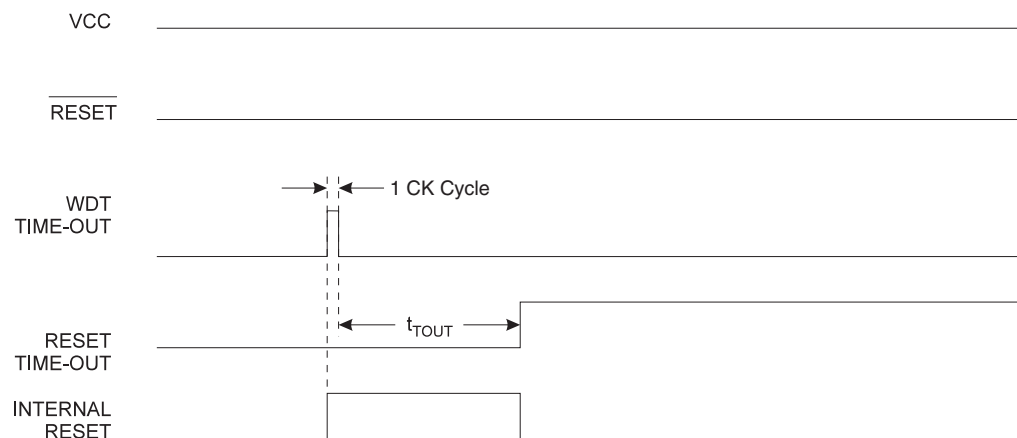 VCC
RESET
1 CK Cycle
WDT
TIME-OUT
tTOUT
RESET
TIME-OUT
INTERNAL
RESET